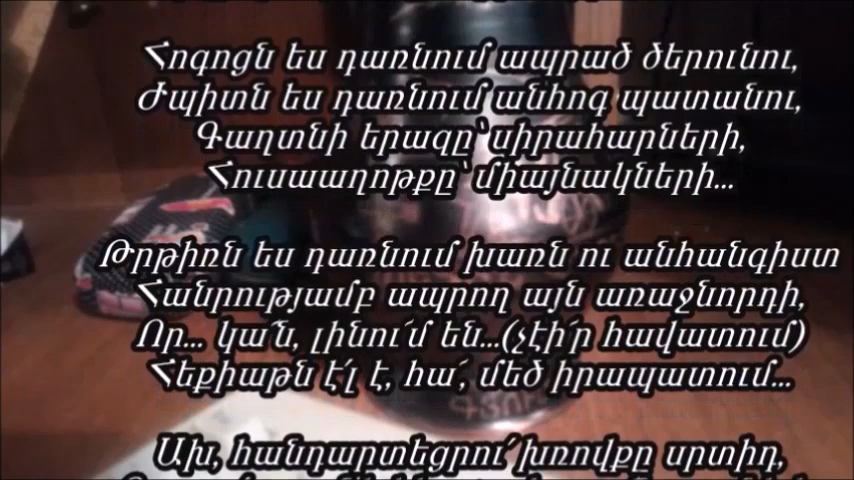 Հոգոցն ես դառնում ապրած ծերունու,
Ժպիտն ես դառնում անհոգ պատանու,
Գաղտնի երազը՝ սիրահարների,
Հուսաաղոթքը՝ միայնակների...
Թրթիռն ես դառնում խառն ու անհանգիստ
Հանրությամբ ապրող այն առաջնորդի,
Որ... կա՜ն, լինու՜մ են...(չէի՜ր հավատում)
Հեքիաթն է՜լ է, հա՜, մեծ իրապատում...
Ախ, հանդարտեցրու՜ խռովքը սրտիդ,